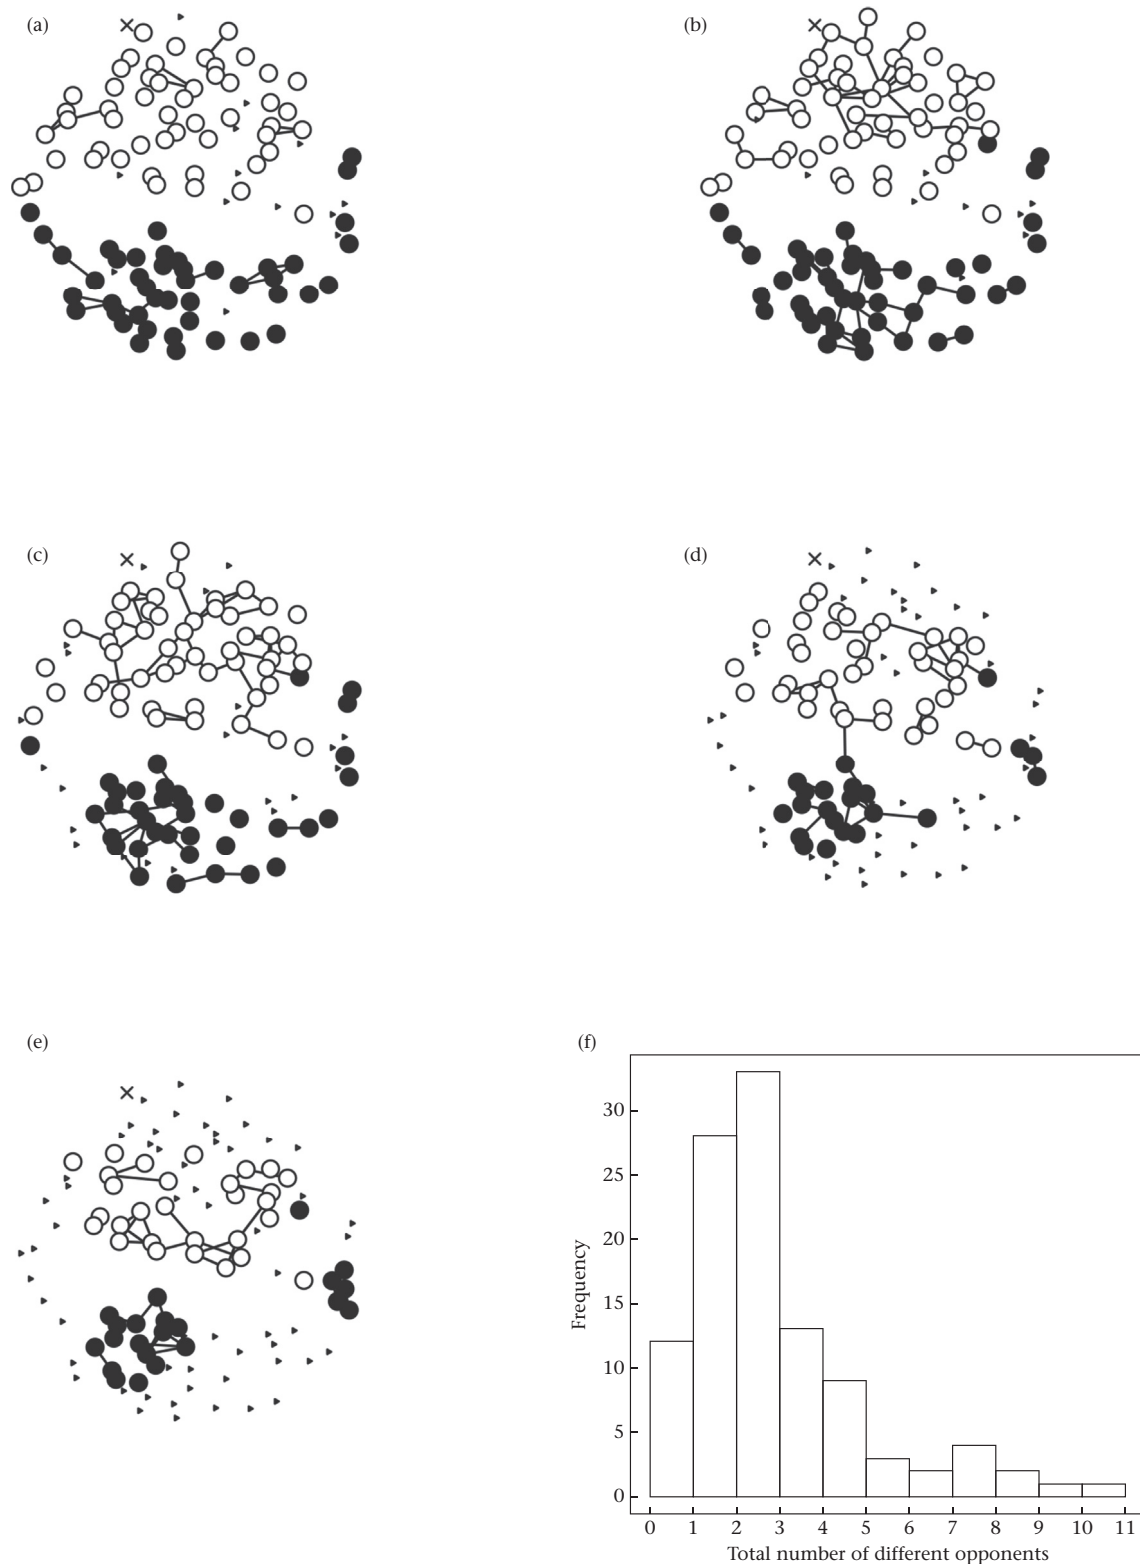 (a)
(b)
(c)
(d)
(e)
(f)
Frequency
30
25
20
15
10
5
0
0 1 2 3 4 5 6 7 8 9 10 11
Total number of different opponents